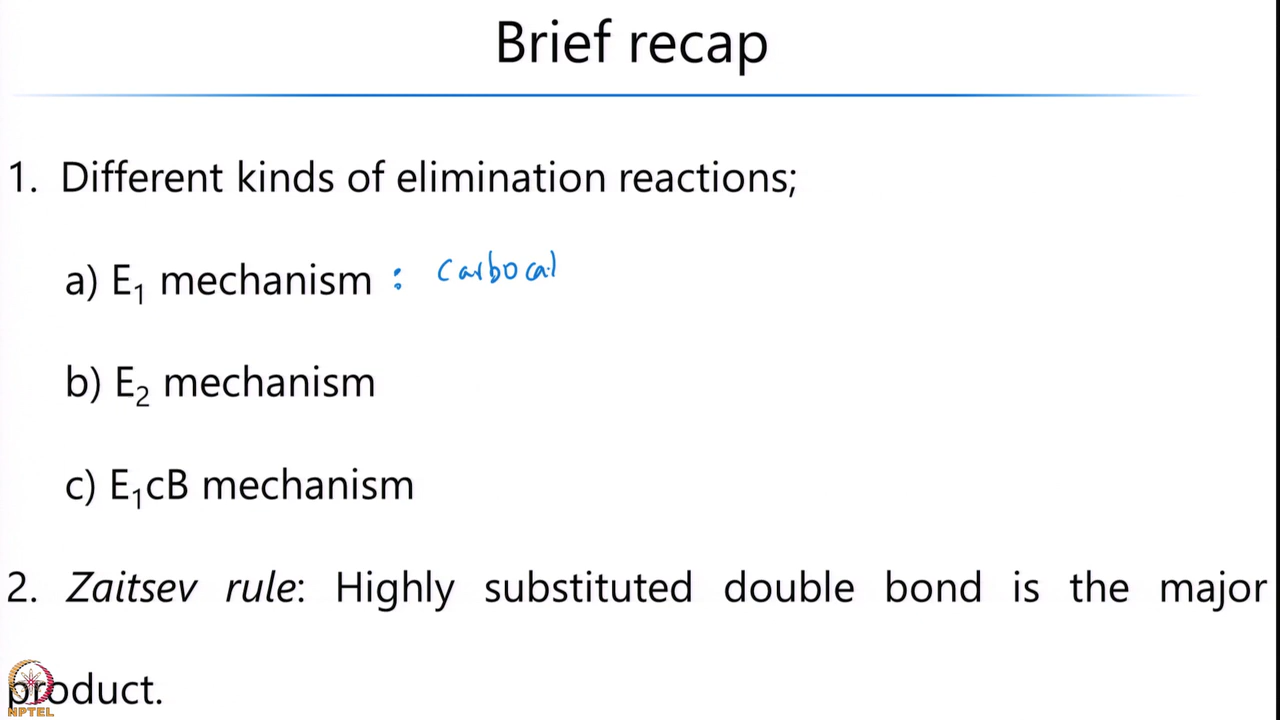 Brief recap
1. Different kinds of elimination reactions;
a) E₁ mechanism : Carbocat
b) E₂ mechanism
c) E₁cB mechanism
2. Zaitsev rule: Highly substituted double bond is the major
product.
NPTEL